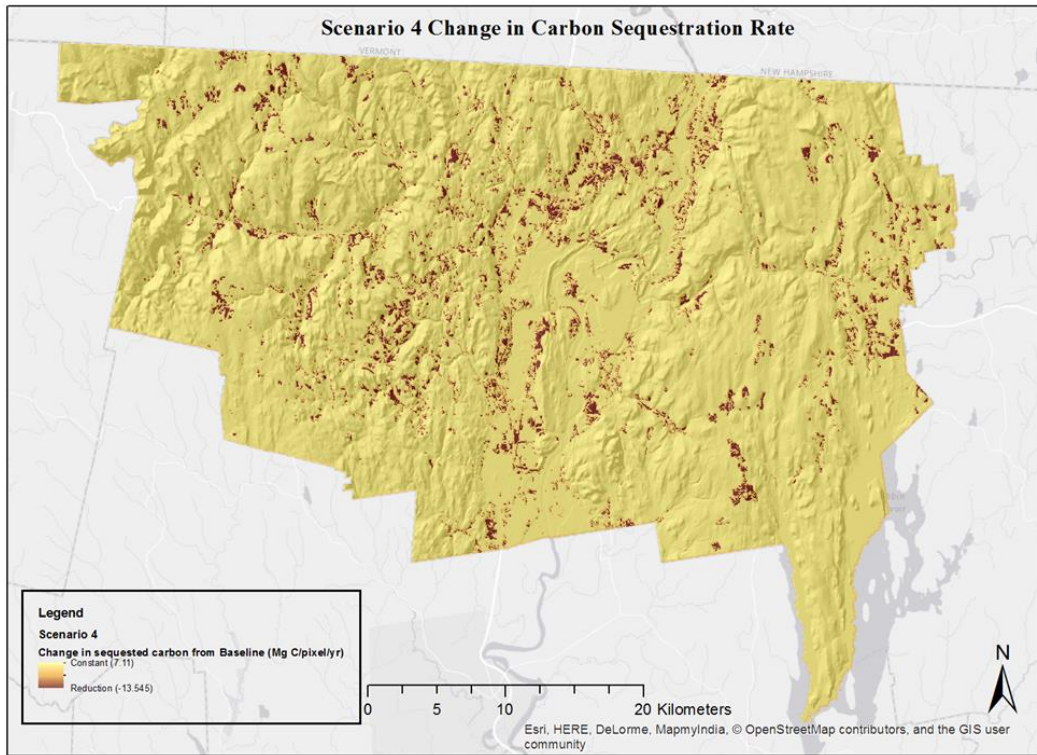 Scenario 4 Change in Carbon Sequestration Rate
VERMONT
NEW HAMPSHIRE
Legend
Scenario 4
Change in sequested carbon from Baseline (Mg C/pixel/yr)
Constant (7.11)
Reduction (-13.545)
0 5 10 20 Kilometers
N
Esri, HERE, DeLorme, MapmyIndia, © OpenStreetMap contributors, and the GIS user
community